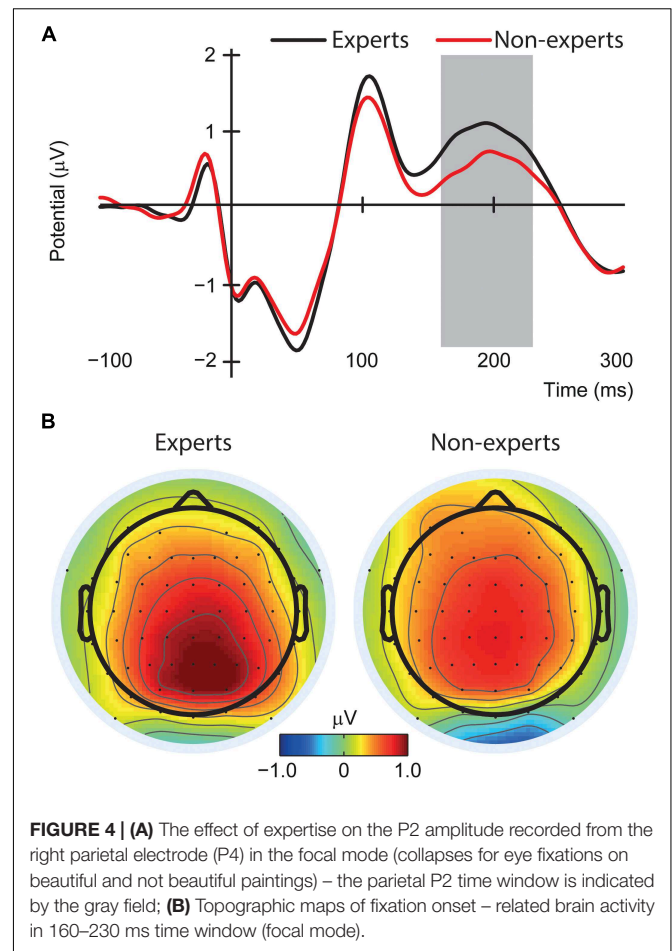 A
Experts
Non-experts
2
1
0
−1
−2
Potential (µV)
−100
100
200
300
Time (ms)
B
Experts
Non-experts
µV
−1.0
0
1.0
FIGURE 4 | (A) The effect of expertise on the P2 amplitude recorded from the
right parietal electrode (P4) in the focal mode (collapses for eye fixations on
beautiful and not beautiful paintings) – the parietal P2 time window is indicated
by the gray field; (B) Topographic maps of fixation onset – related brain activity
in 160–230 ms time window (focal mode).